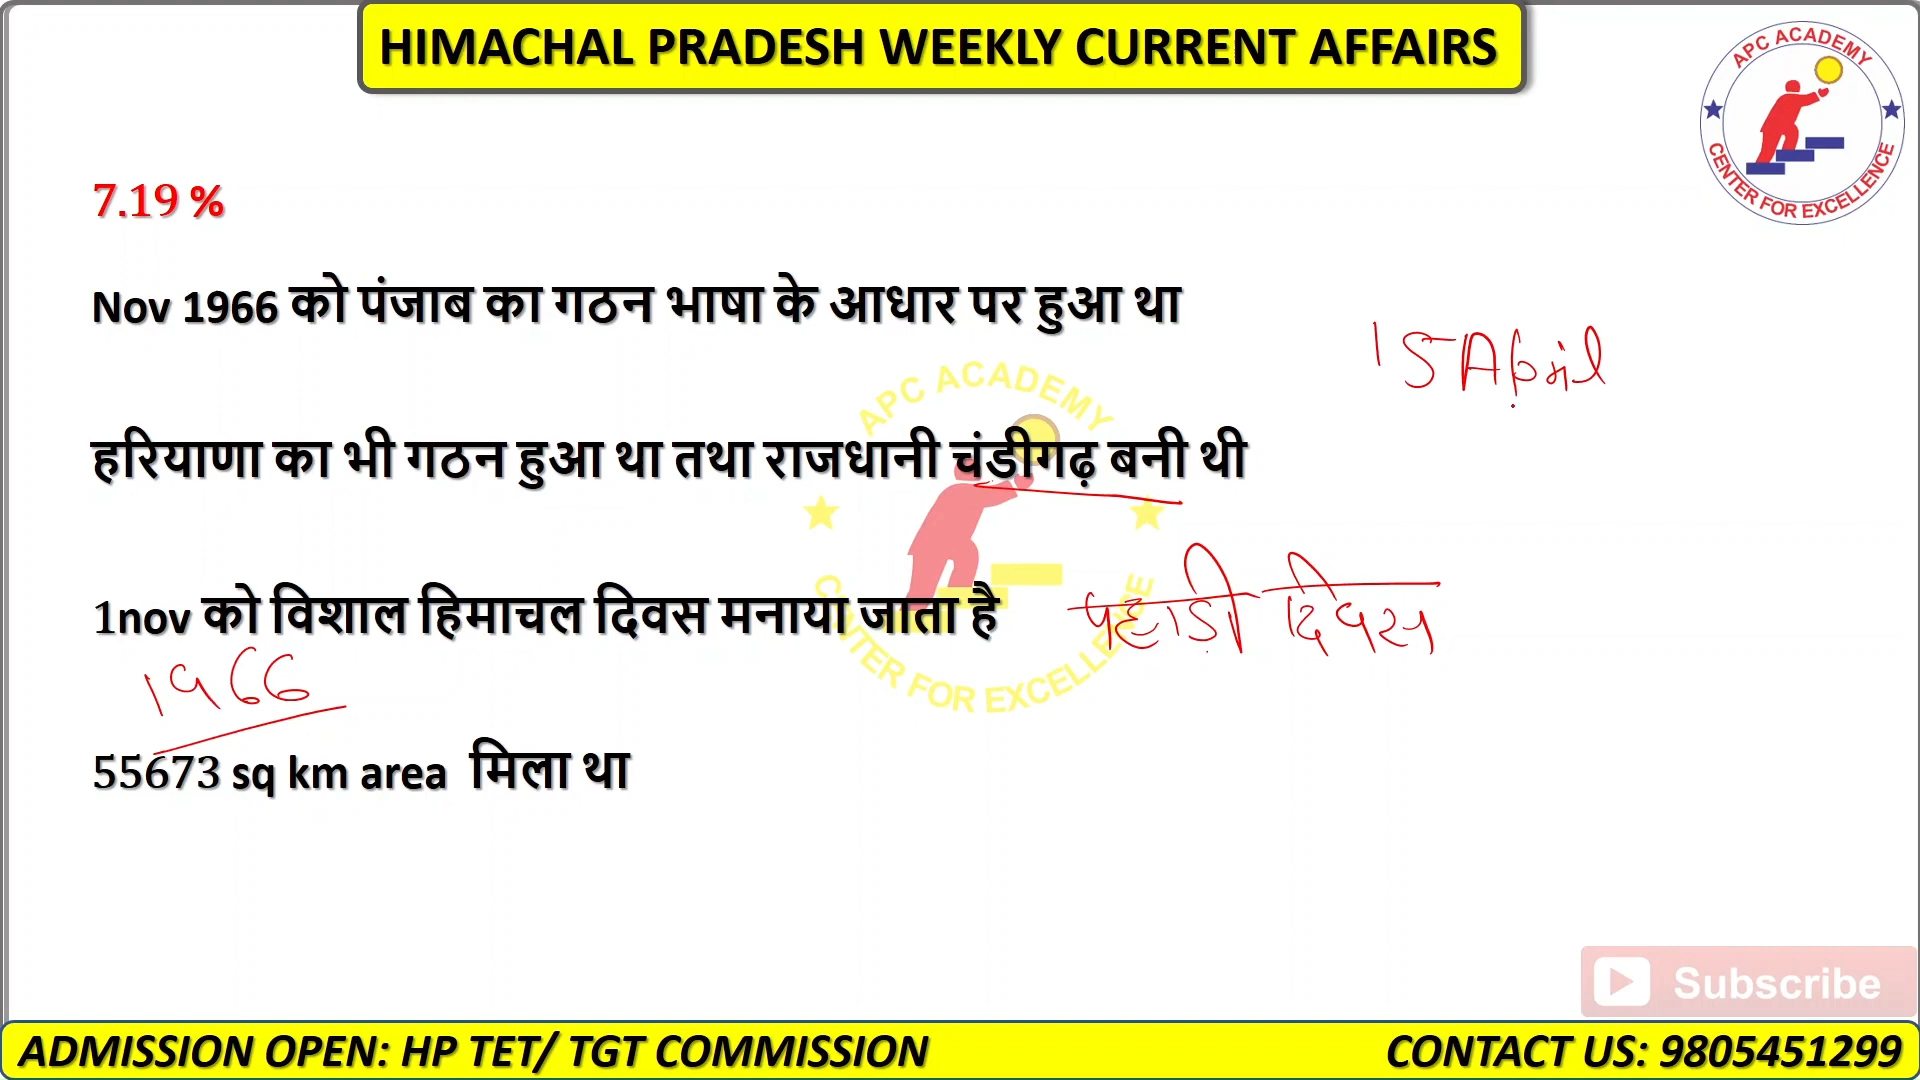 HIMACHAL PRADESH WEEKLY CURRENT AFFAIRS
APC ACADEMY
CENTER FOR EXCELLENCE
7.19 %
Nov 1966 को पंजाब का गठन भाषा के आधार पर हुआ था
15 April
APC ACADEMY
हरियाणा का भी गठन हुआ था तथा राजधानी चंडीगढ़ बनी थी
1nov को विशाल हिमाचल दिवस मनाया जाता है पहाडी दिवस
CENTER FOR EXCELLENCE
1966
55673 sq km area मिला था
Subscribe
ADMISSION OPEN: HP TET/ TGT COMMISSION CONTACT US: 9805451299